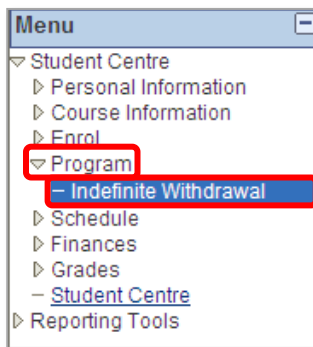 Menu
Student Centre
Personal Information
Course Information
Enrol
Program
– Indefinite Withdrawal
Schedule
Finances
Grades
– Student Centre
Reporting Tools